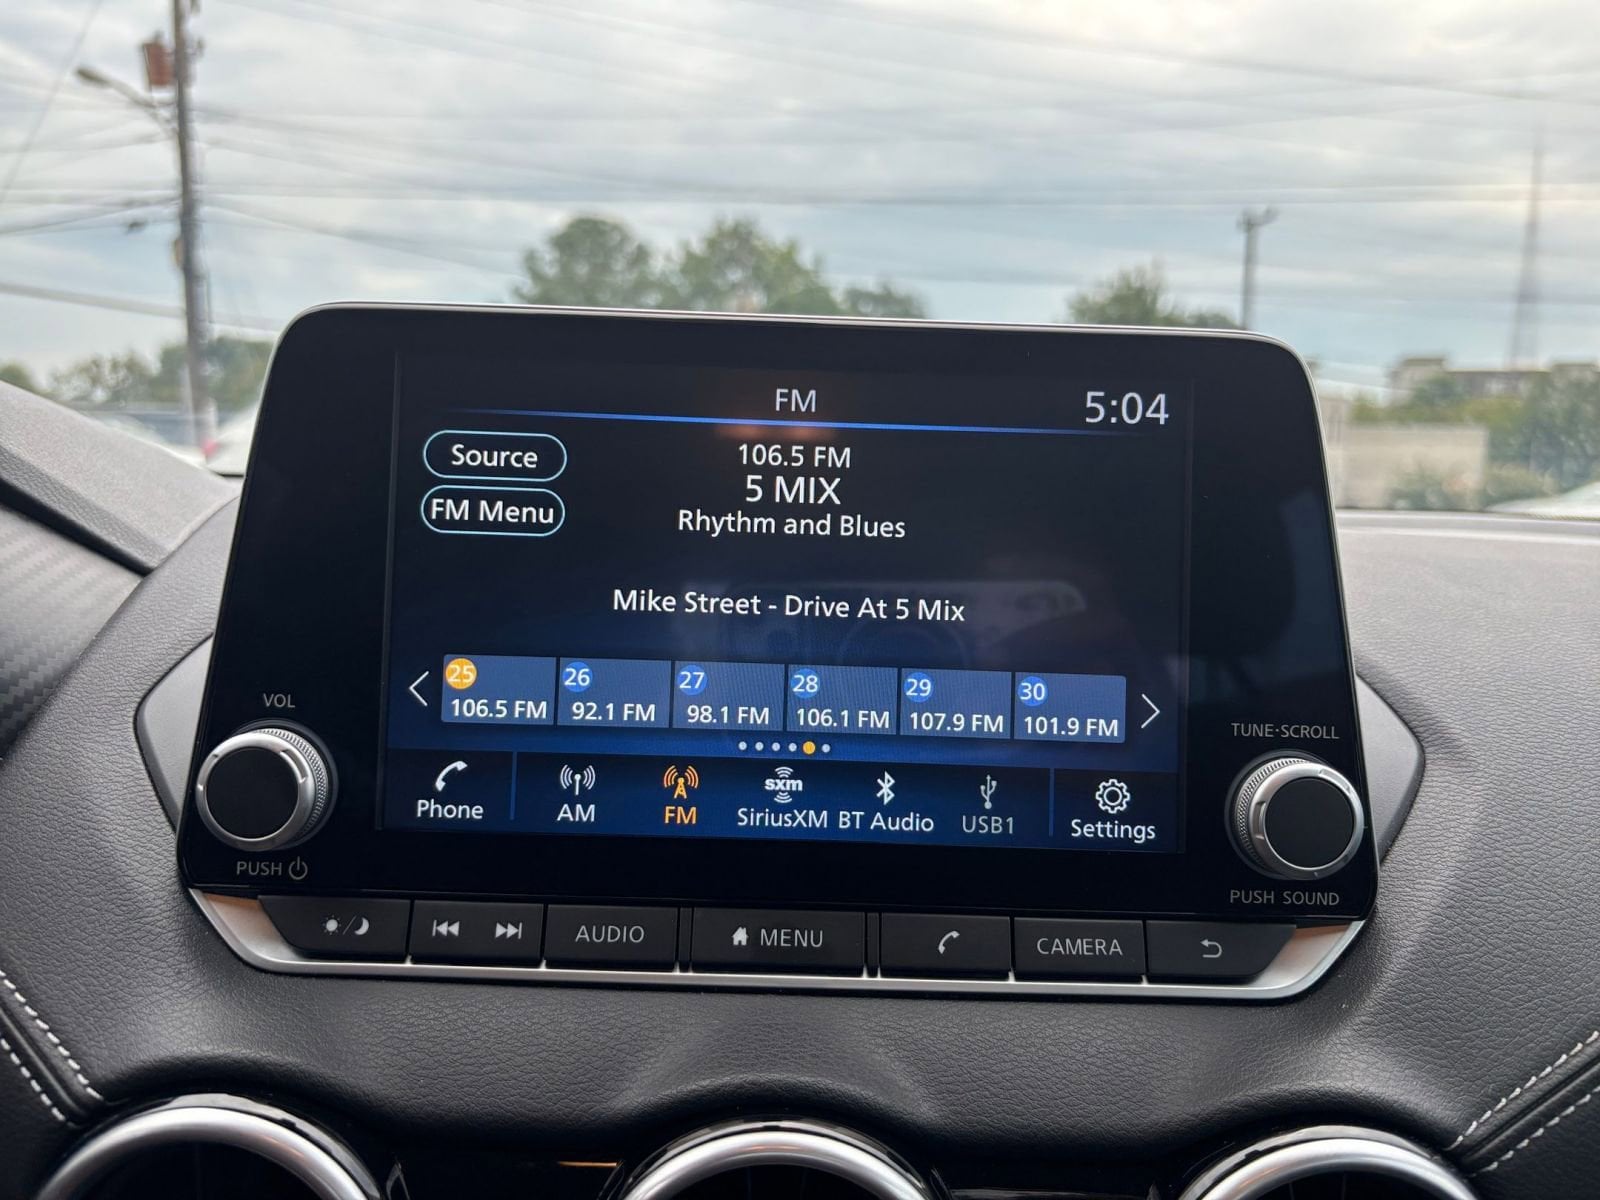 FM
5:04
Source
FM Menu
106.5 FM
5 MIX
Rhythm and Blues
Mike Street - Drive At 5 Mix
25 26 27 28 29 30
106.5 FM 92.1 FM 98.1 FM 106.1 FM 107.9 FM 101.9 FM
sxm
Phone AM FM SiriusXM BT Audio USB1 Settings
VOL
PUSH
TUNE·SCROLL
PUSH SOUND
AUDIO MENU CAMERA